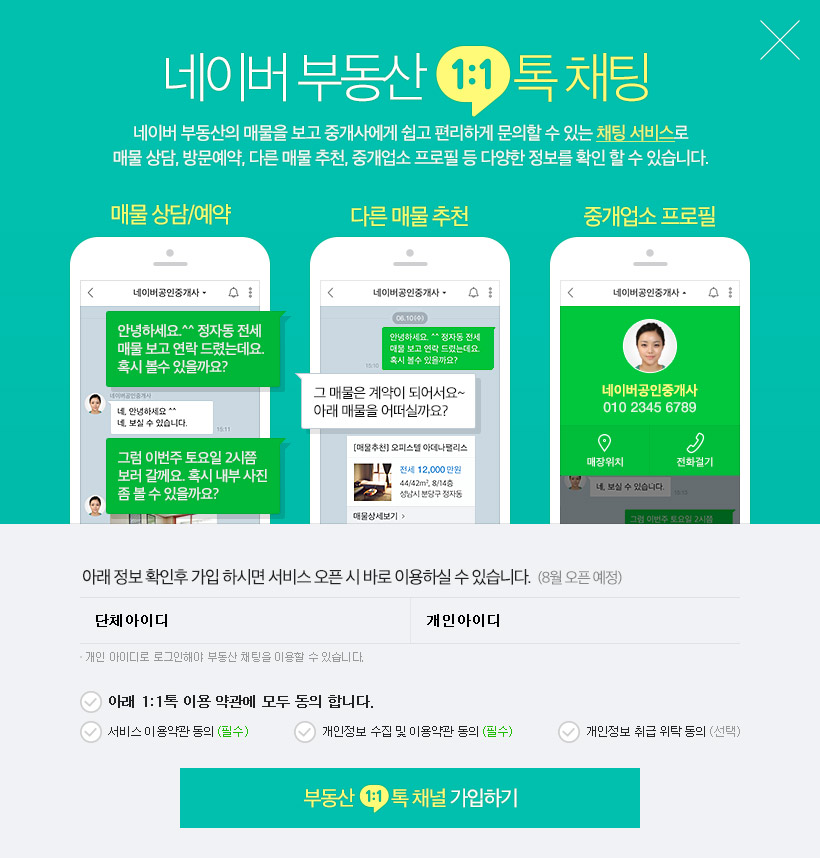 네이버 부동산 1:1 톡 채팅
네이버 부동산의 매물을 보고 중개사에게 쉽고 편리하게 문의할 수 있는 채팅 서비스로
매물 상담, 방문예약, 다른 매물 추천, 중개업소 프로필 등 다양한 정보를 확인 할 수 있습니다.
매물 상담/예약
네이버공인중개사
안녕하세요.^^ 정자동 전세
매물 보고 연락 드렸는데요.
혹시 볼수 있을까요?
네이버공인중개사
네, 안녕하세요 ^^
네, 보실 수 있습니다.
15:11
그럼 이번주 토요일 2시쯤
보러 갈께요. 혹시 내부 사진
좀 볼 수 있을까요?
다른 매물 추천
네이버공인중개사
06.10(수)
안녕하세요. ^^ 정자동 전세
매물 보고 연락 드렸는데요.
혹시 볼수 있을까요?
15:10
그 매물은 계약이 되어서요~
아래 매물을 어떠실까요?
[매물추천] 오피스텔 아데나팰리스
전세 12,000만원
44/42m², 8/14층
성남시 분당구 정자동
매물상세보기 >
중개업소 프로필
네이버공인중개사
네이버공인중개사
010 2345 6789
매장위치
전화걸기
네, 보실 수 있습니다.
15:11
그럼 이번주 토요일 2시쯤
아래 정보 확인후 가입 하시면 서비스 오픈 시 바로 이용하실 수 있습니다. (8월 오픈 예정)
단체아이디
개인아이디
· 개인 아이디로 로그인해야 부동산 채팅을 이용할 수 있습니다.
아래 1:1톡 이용 약관에 모두 동의 합니다.
서비스 이용약관 동의 (필수)
개인정보 수집 및 이용약관 동의 (필수)
개인정보 취급 위탁 동의 (선택)
부동산 1:1 톡 채널 가입하기